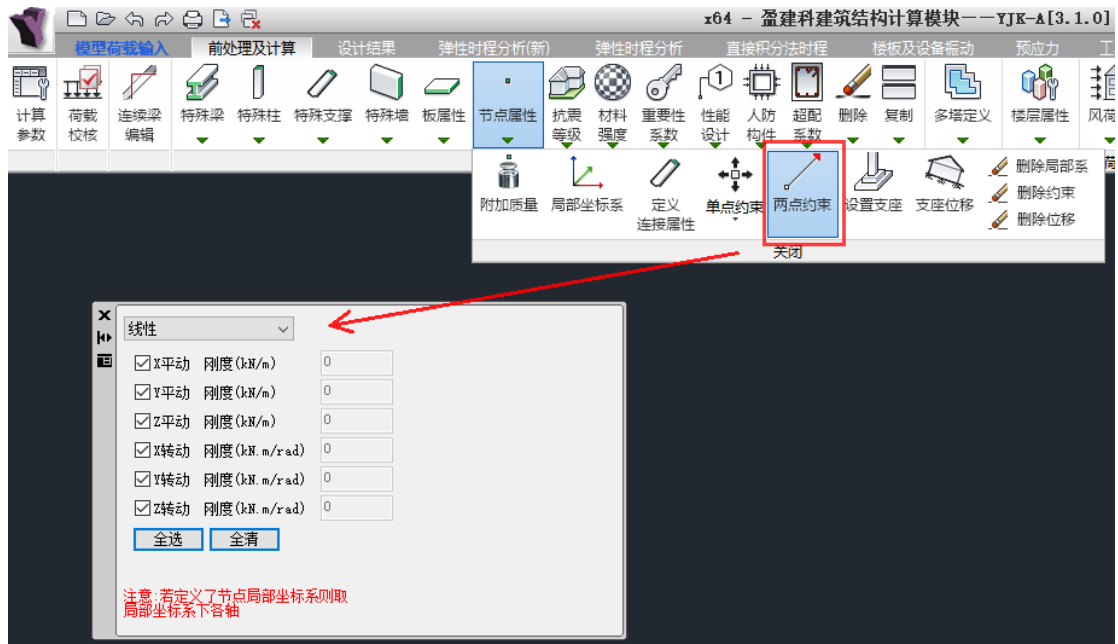 x64 - 盈建科建筑结构计算模块——YJK-A[3.1.0]
模型荷载输入 前处理及计算 设计结果 弹性时程分析(新) 弹性时程分析 直接积分法时程 楼板及设备振动 预应力 工
计算参数 荷载校核 连续梁编辑 特殊梁 特殊柱 特殊支撑 特殊墙 板属性 节点属性 抗震等级 材料强度 重要性系数 性能设计 人防构件 超配系数 删除 复制 多塔定义 楼层属性 风荷
荷
附加质量 局部坐标系 定义连接属性 单点约束 两点约束 设置支座 支座位移
删除局部系
删除约束
删除位移
关闭
线性
X平动 刚度(kN/m) 0
Y平动 刚度(kN/m) 0
Z平动 刚度(kN/m) 0
X转动 刚度(kN.m/rad) 0
Y转动 刚度(kN.m/rad) 0
Z转动 刚度(kN.m/rad) 0
全选 全清
注意:若定义了节点局部坐标系则取
局部坐标系下各轴